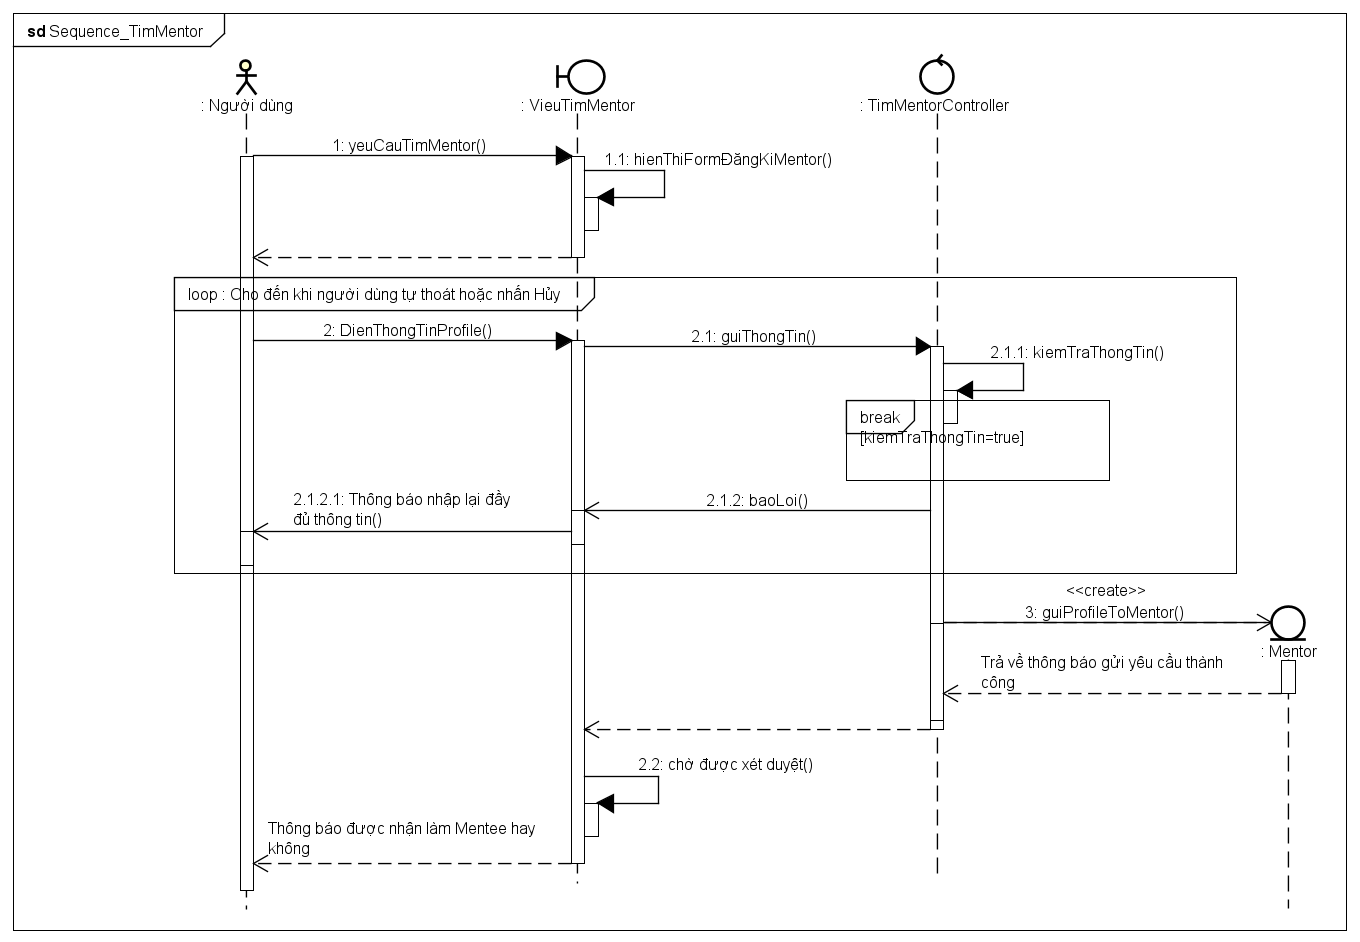 sd Sequence_TimMentor
: Người dùng
: VieuTimMentor
: TimMentorController
1: yeuCauTimMentor()
1.1: hienThiFormĐăngKiMentor()
loop : Cho đến khi người dùng tự thoát hoặc nhấn Hủy
2: DienThongTinProfile()
2.1: guiThongTin()
2.1.1: kiemTraThongTin()
break
[kiemTraThongTin=true]
2.1.2.1: Thông báo nhập lại đầy
đủ thông tin()
2.1.2: baoLoi()
<<create>>
3: guiProfileToMentor()
: Mentor
Trả về thông báo gửi yêu cầu thành
công
2.2: chờ được xét duyệt()
Thông báo được nhận làm Mentee hay
không